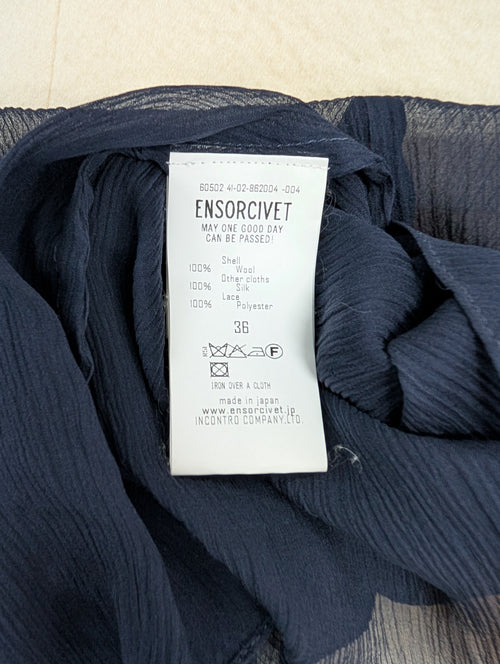 60502 41-02-862004 -004
ENSORCIVET
MAY ONE GOOD DAY
CAN BE PASSED!
Shell
100% Wool
Other cloths
100% Silk
Lace
100% Polyester
36
F
IRON OVER A CLOTH
made in japan
www.ensorcivet.jp
INCONTRO COMPANY,LTD.